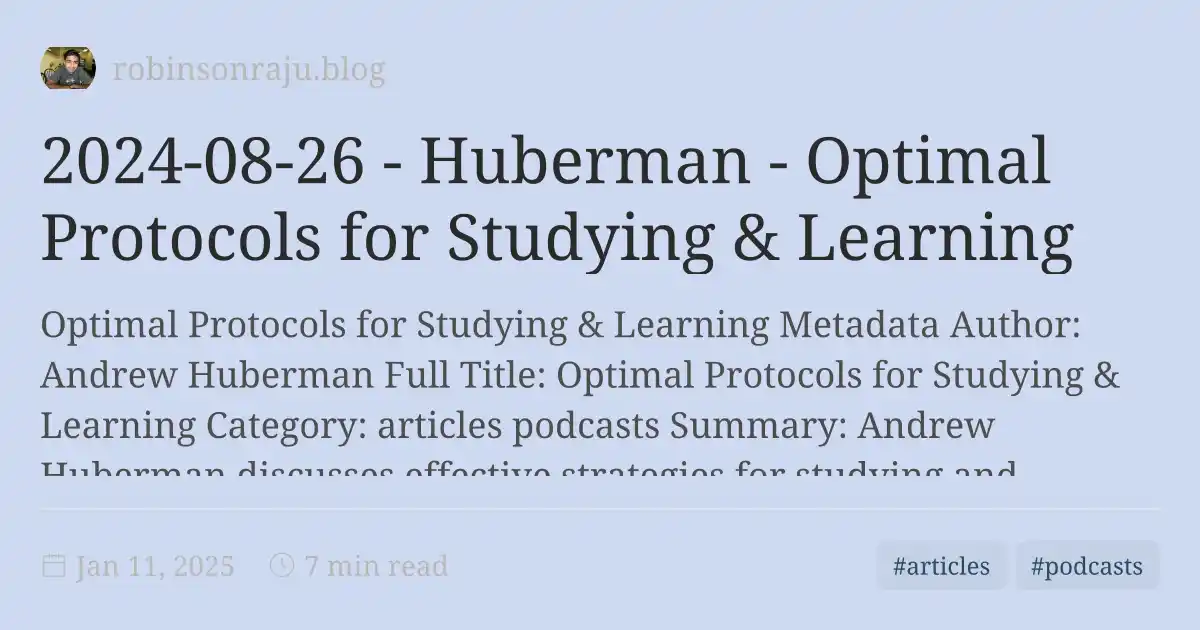 robinsonraju.blog
2024-08-26 - Huberman - Optimal
Protocols for Studying & Learning
Optimal Protocols for Studying & Learning Metadata Author:
Andrew Huberman Full Title: Optimal Protocols for Studying &
Learning Category: articles podcasts Summary: Andrew
Huberman discusses effective strategies for studying and
Jan 11, 2025
7 min read
#articles
#podcasts